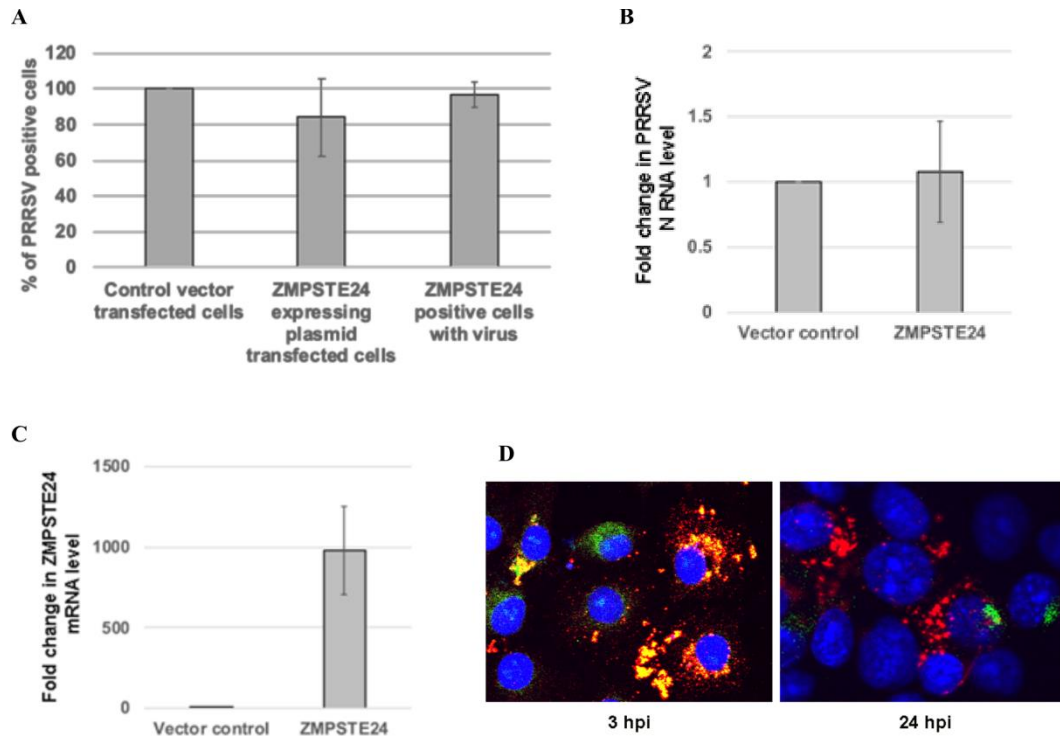 A
% of PRRSV positive cells
120
100
80
60
40
20
0
Control vector
transfected cells
ZMPSTE24
expressing
plasmid
transfected cells
ZMPSTE24
positive cells
with virus
B
Fold change in PRRSV
N RNA level
2
1.5
1
0.5
0
Vector control
ZMPSTE24
C
Fold change in ZMPSTE24
mRNA level
1500
1000
500
0
Vector control
ZMPSTE24
D
3 hpi
24 hpi